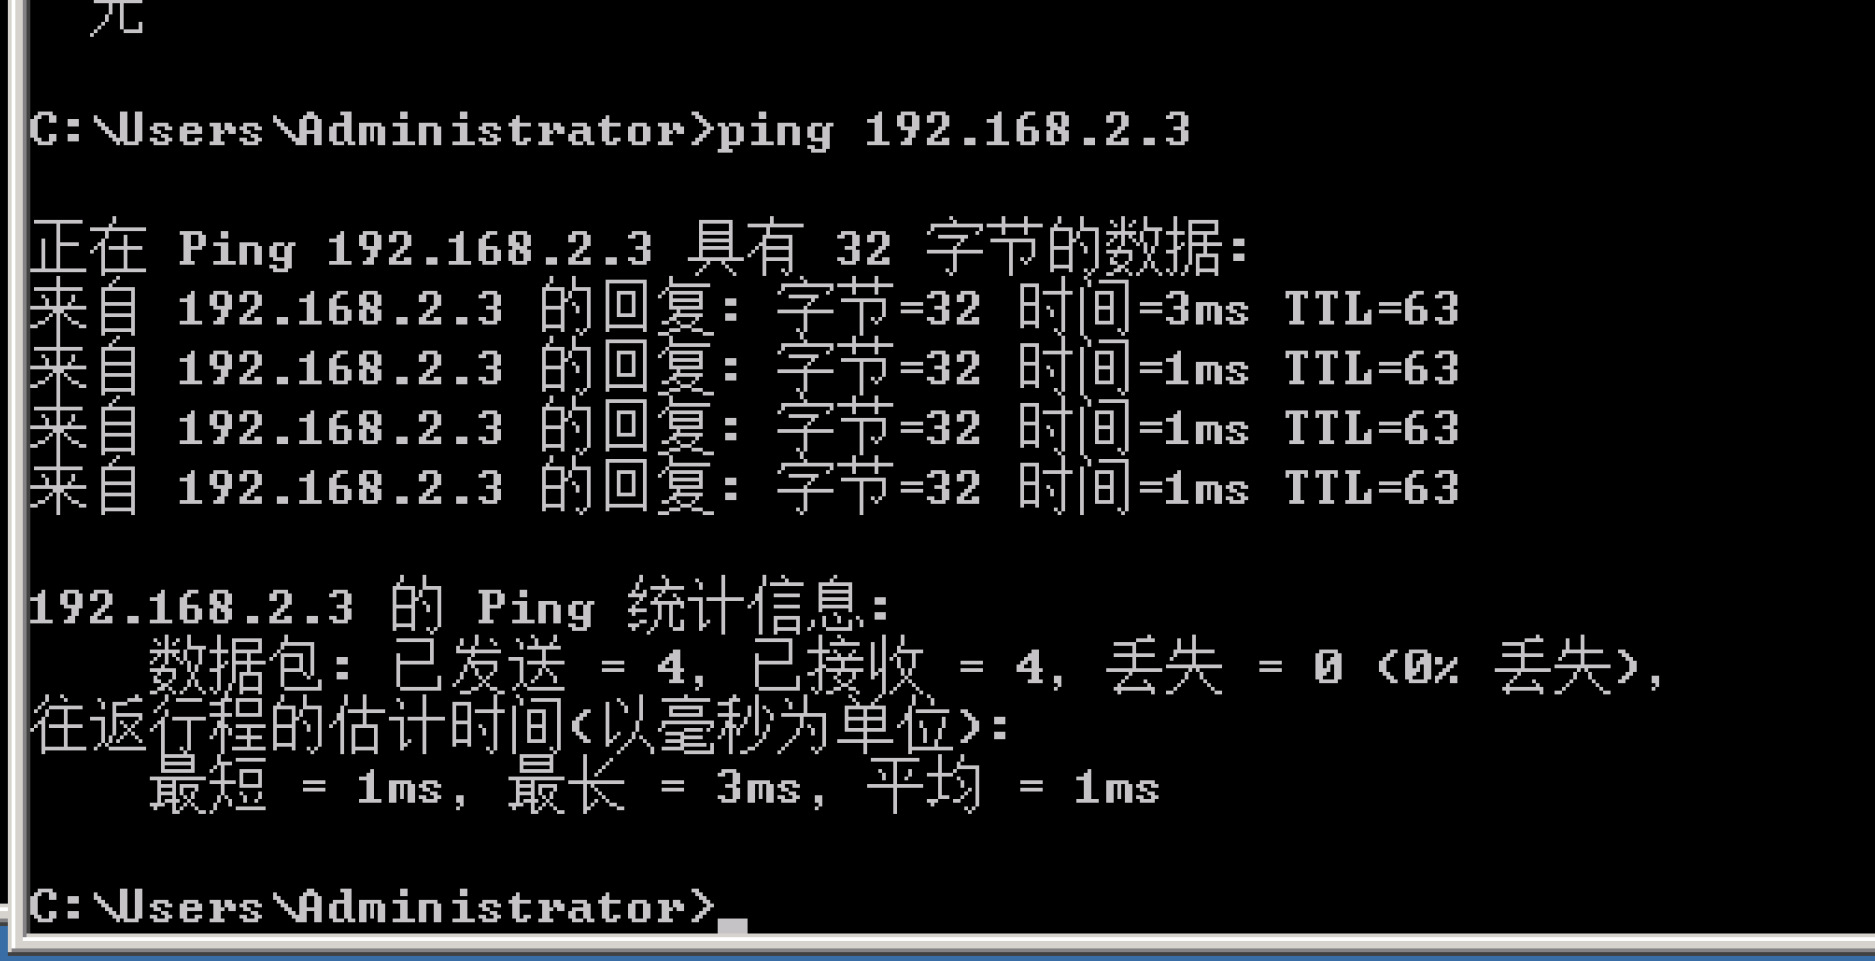 C:\Users\Administrator>ping 192.168.2.3
正在 Ping 192.168.2.3 具有 32 字节的数据:
来自 192.168.2.3 的回复: 字节=32 时间=3ms TTL=63
来自 192.168.2.3 的回复: 字节=32 时间=1ms TTL=63
来自 192.168.2.3 的回复: 字节=32 时间=1ms TTL=63
来自 192.168.2.3 的回复: 字节=32 时间=1ms TTL=63
192.168.2.3 的 Ping 统计信息:
数据包: 已发送 = 4, 已接收 = 4, 丢失 = 0 (0% 丢失),
往返行程的估计时间(以毫秒为单位):
最短 = 1ms, 最长 = 3ms, 平均 = 1ms
C:\Users\Administrator>